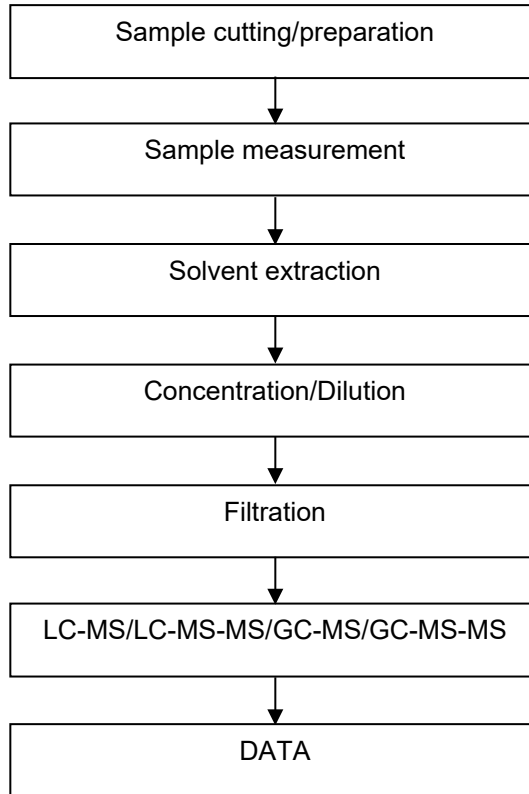 Sample cutting/preparation
Sample measurement
Solvent extraction
Concentration/Dilution
Filtration
LC-MS/LC-MS-MS/GC-MS/GC-MS-MS
DATA